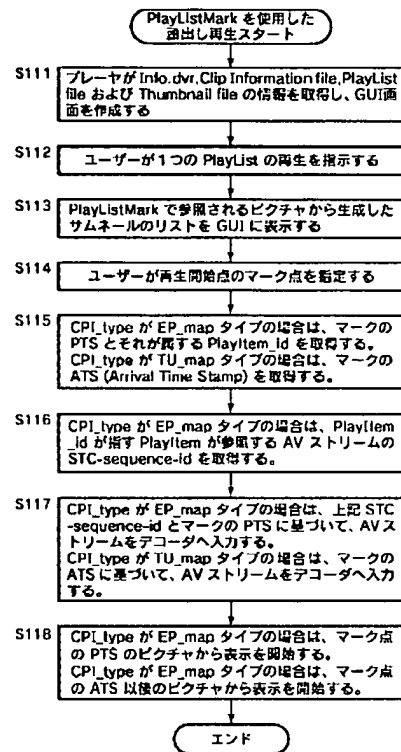 PlayListMark を使用した
頭出し再生スタート
S111
プレーヤが Info.dvr,Clip Information file,PlayList
file および Thumbnail file の情報を取得し、GUI画
面を作成する
S112
ユーザーが1つの PlayList の再生を指示する
S113
PlayListMark で参照されるピクチャから生成した
サムネールのリストを GUI に表示する
S114
ユーザーが再生開始点のマーク点を指定する
S115
CPI_type が EP_map タイプの場合は、マークの
PTS とそれが属する PlayItem_id を取得する。
CPI_type が TU_map タイプの場合は、マークの
ATS (Arrival Time Stamp) を取得する。
S116
CPI_type が EP_map タイプの場合は、PlayItem
_id が指す PlayItem が参照する AV ストリームの
STC-sequence-id を取得する。
S117
CPI_type が EP_map タイプの場合は、上記 STC
-sequence-id とマークの PTS に基づいて、AV ス
トリームをデコーダへ入力する。
CPI_type が TU_map タイプの場合は、マークの
ATS に基づいて、AV ストリームをデコーダへ入力
する。
S118
CPI_type が EP_map タイプの場合は、マーク点
の PTS のピクチャから表示を開始する。
CPI_type が EP_map タイプの場合は、マーク点
の ATS 以後のピクチャから表示を開始する。
エンド